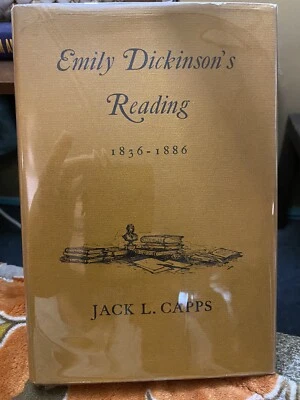 Emily Dickinson's
Reading
1836-1886
JACK L. CAPPS